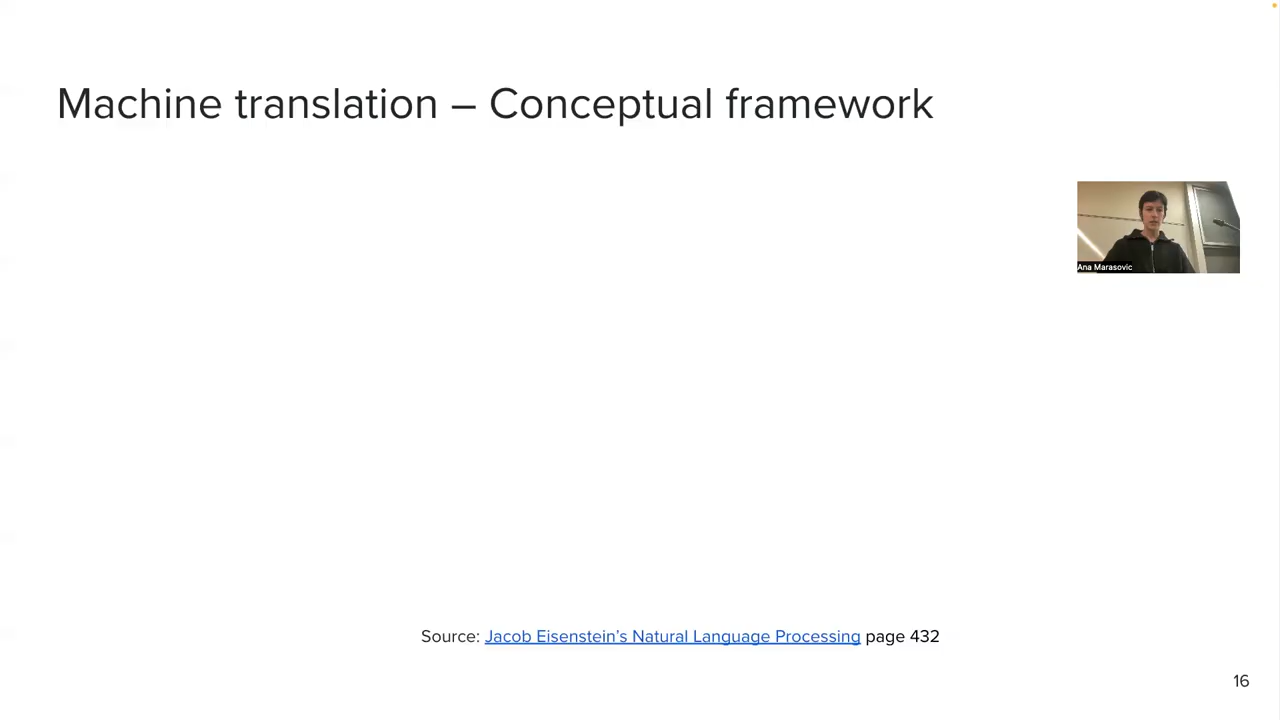 Machine translation – Conceptual framework
Ana Marasovic
Source: Jacob Eisenstein’s Natural Language Processing page 432
16